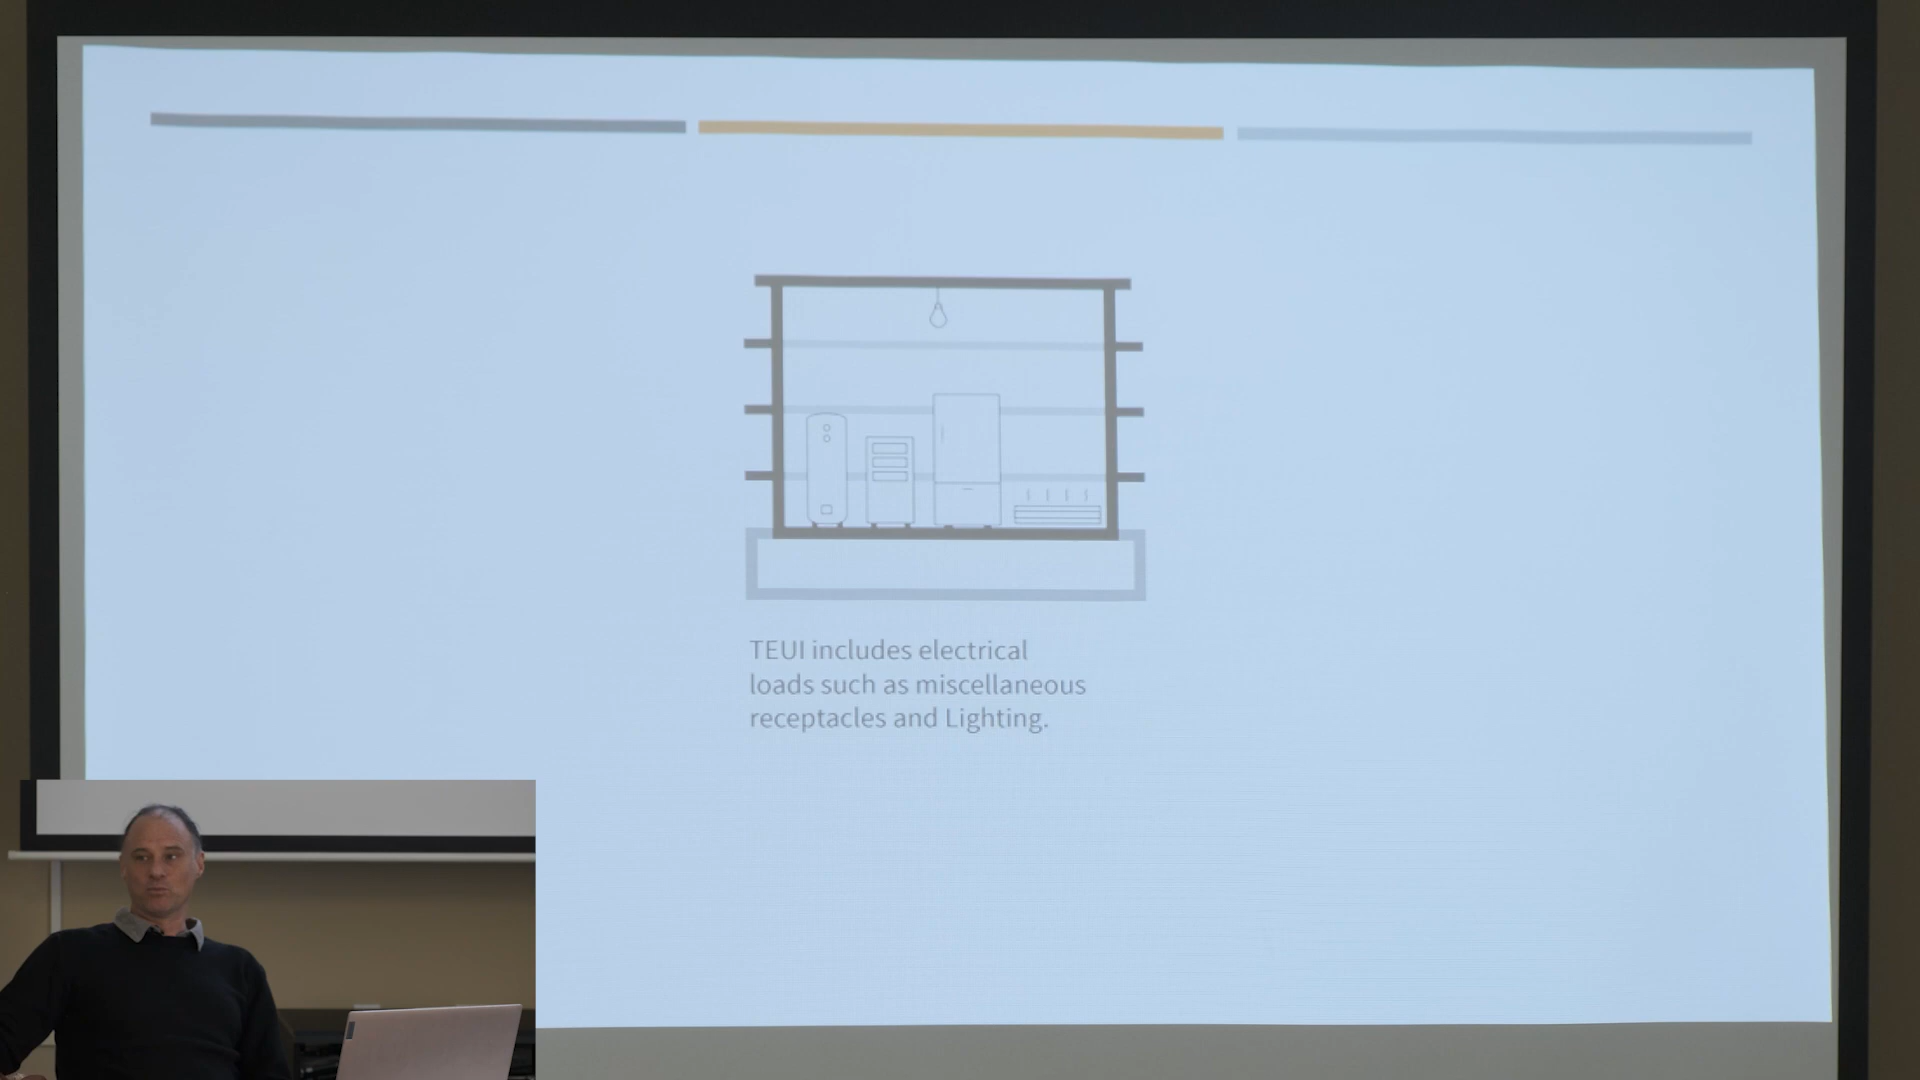 TEUI includes electrical
loads such as miscellaneous
receptacles and Lighting.